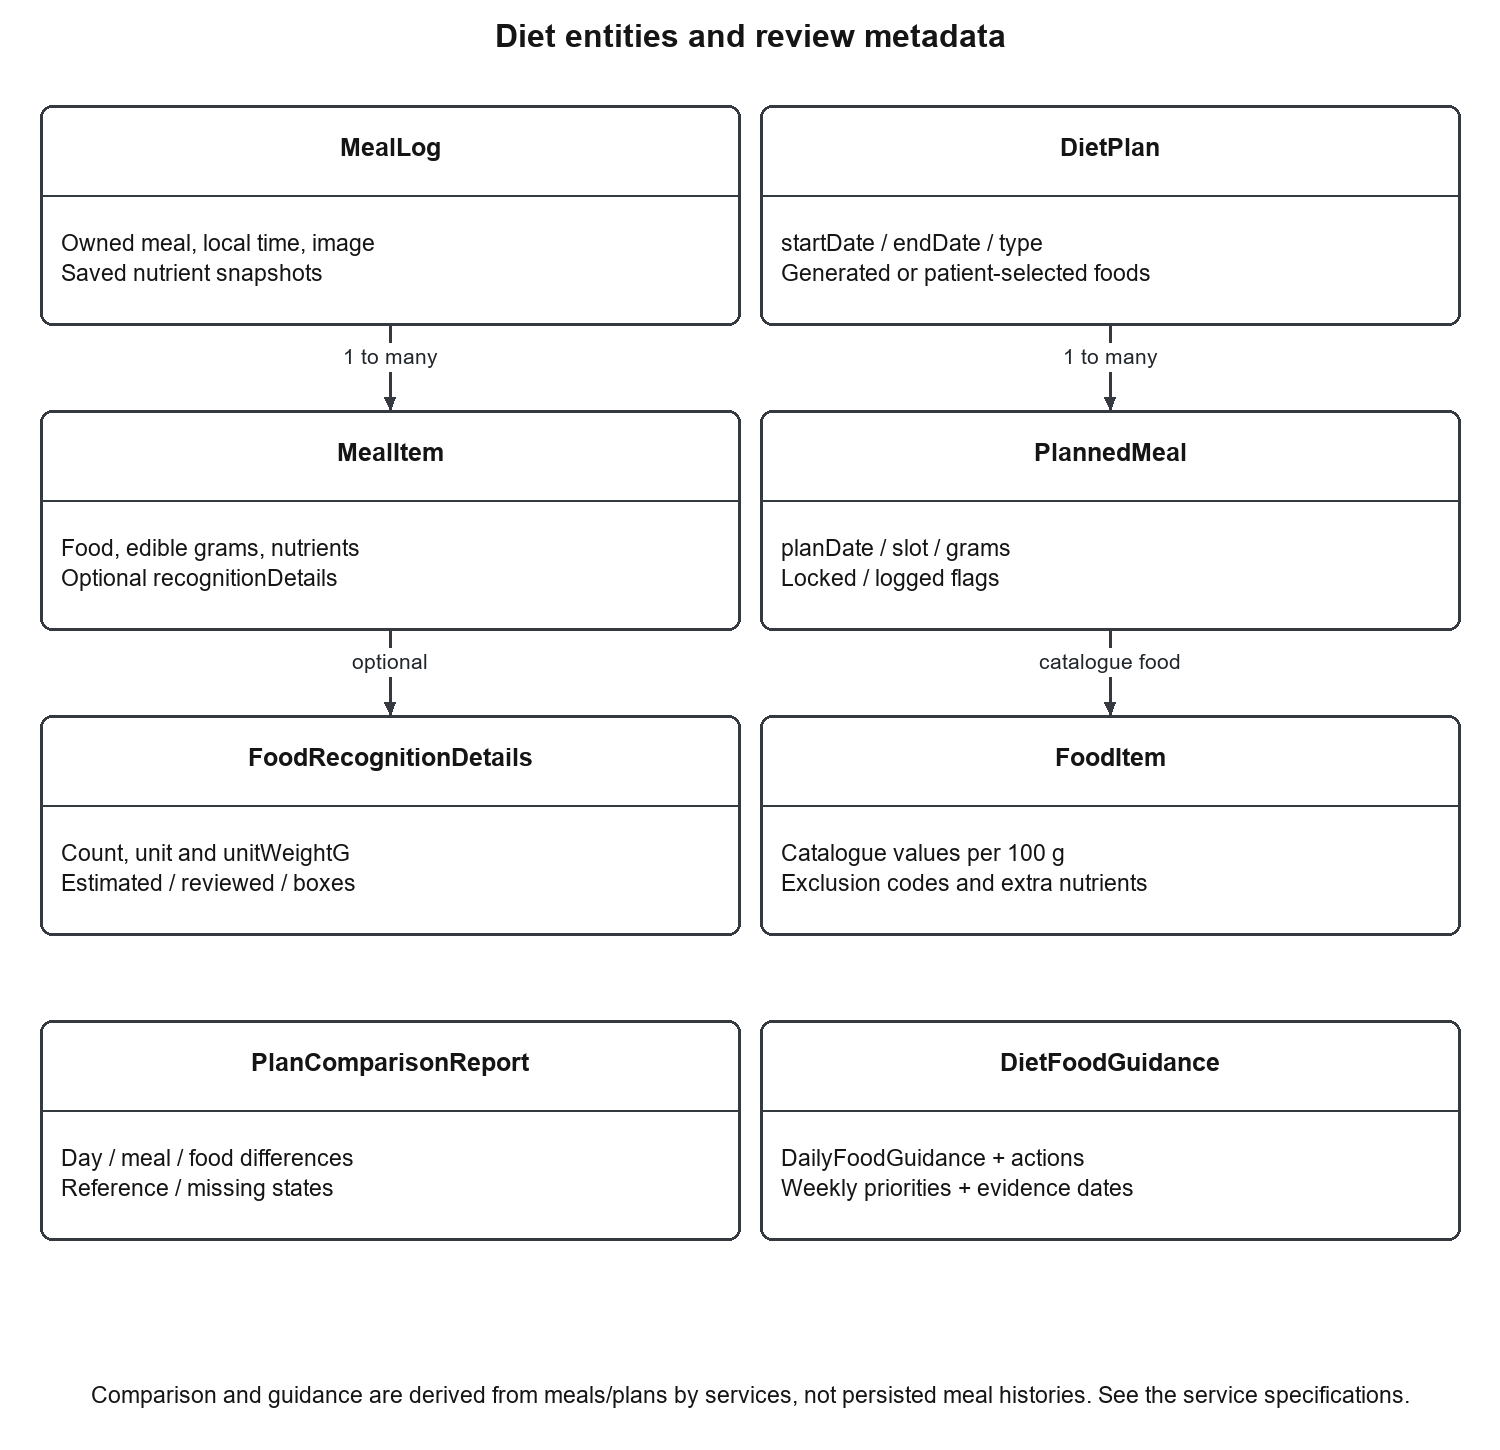 Diet entities and review metadata
MealLog
Owned meal, local time, image
Saved nutrient snapshots
DietPlan
startDate / endDate / type
Generated or patient-selected foods
1 to many
1 to many
MealItem
Food, edible grams, nutrients
Optional recognitionDetails
PlannedMeal
planDate / slot / grams
Locked / logged flags
optional
catalogue food
FoodRecognitionDetails
Count, unit and unitWeightG
Estimated / reviewed / boxes
FoodItem
Catalogue values per 100 g
Exclusion codes and extra nutrients
PlanComparisonReport
Day / meal / food differences
Reference / missing states
DietFoodGuidance
DailyFoodGuidance + actions
Weekly priorities + evidence dates
Comparison and guidance are derived from meals/plans by services, not persisted meal histories. See the service specifications.